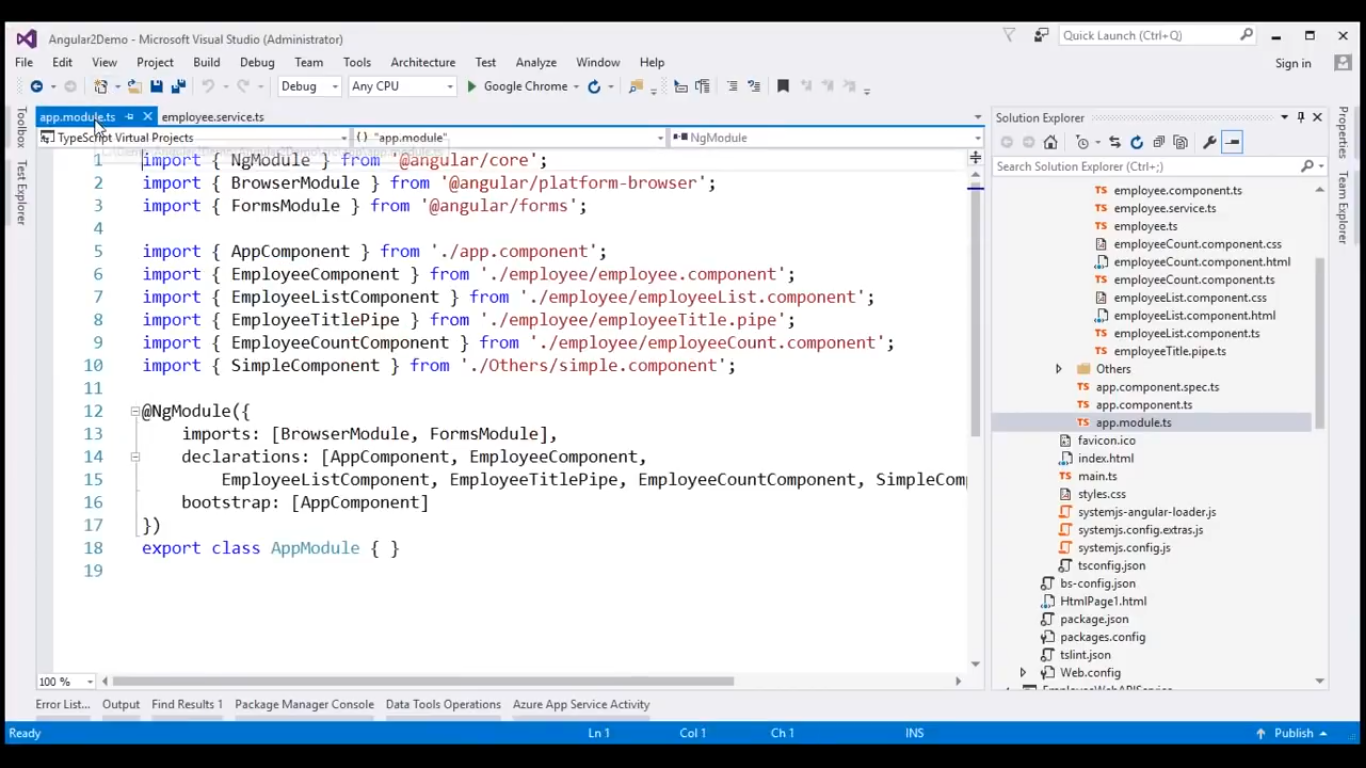 Angular2Demo - Microsoft Visual Studio (Administrator)
Quick Launch (Ctrl+Q)
File Edit View Project Build Debug Team Tools Architecture Test Analyze Window Help
Sign in
Debug Any CPU Google Chrome
app.module.ts employee.service.ts
TypeScript Virtual Projects {} "app.module" NgModule
Toolbox
Test Explorer
1 import { NgModule } from '@angular/core';
2 import { BrowserModule } from '@angular/platform-browser';
3 import { FormsModule } from '@angular/forms';
4
5 import { AppComponent } from './app.component';
6 import { EmployeeComponent } from './employee/employee.component';
7 import { EmployeeListComponent } from './employee/employeeList.component';
8 import { EmployeeTitlePipe } from './employee/employeeTitle.pipe';
9 import { EmployeeCountComponent } from './employee/employeeCount.component';
10 import { SimpleComponent } from './Others/simple.component';
11
12 @NgModule({
13 imports: [BrowserModule, FormsModule],
14 declarations: [AppComponent, EmployeeComponent,
15 EmployeeListComponent, EmployeeTitlePipe, EmployeeCountComponent, SimpleComp
16 bootstrap: [AppComponent]
17 })
18 export class AppModule { }
19
100 %
Solution Explorer
Search Solution Explorer (Ctrl+;)
TS employee.component.ts
TS employee.service.ts
TS employee.ts
employeeCount.component.css
employeeCount.component.html
TS employeeCount.component.ts
employeeList.component.css
employeeList.component.html
TS employeeList.component.ts
TS employeeTitle.pipe.ts
Others
TS app.component.spec.ts
TS app.component.ts
TS app.module.ts
favicon.ico
index.html
TS main.ts
styles.css
systemjs-angular-loader.js
systemjs.config.extras.js
systemjs.config.js
tsconfig.json
bs-config.json
HtmlPage1.html
package.json
packages.config
tslint.json
Web.config
EmployeeWebAPIService
Properties
Team Explorer
Error List... Output Find Results 1 Package Manager Console Data Tools Operations Azure App Service Activity
Ready Ln 1 Col 1 Ch 1 INS Publish